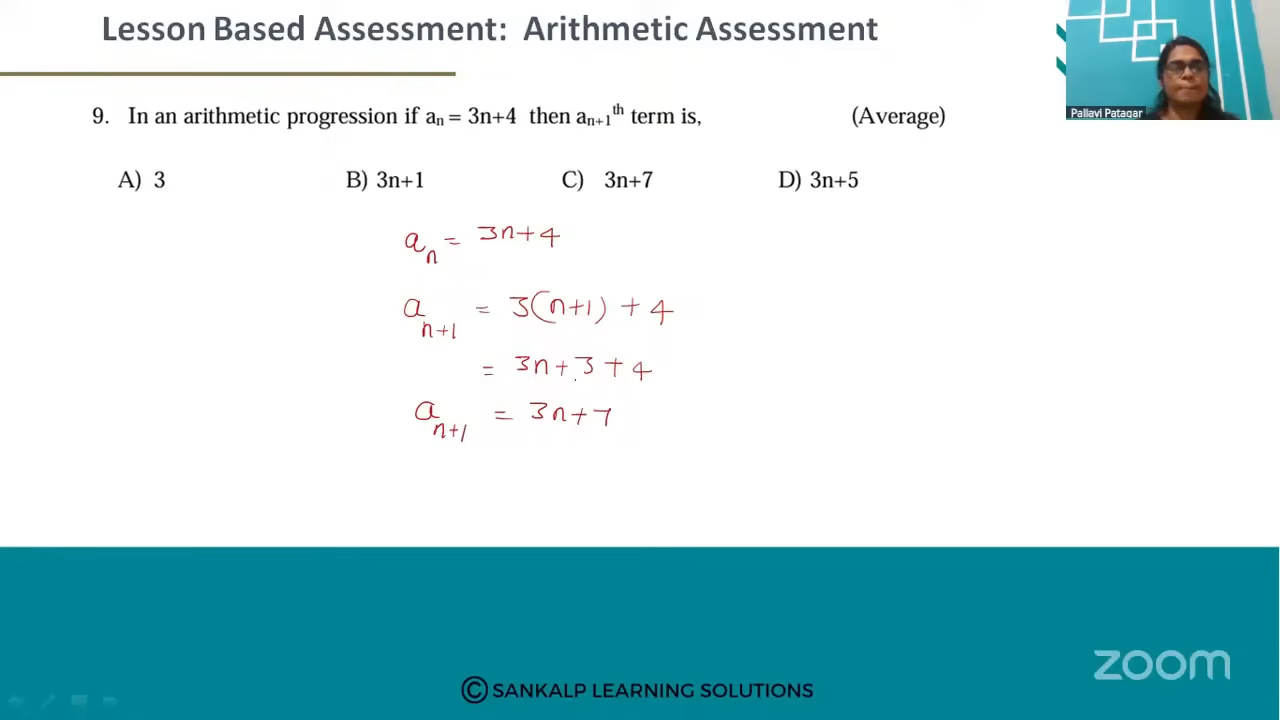 Lesson Based Assessment: Arithmetic Assessment
Pallavi Patagar
9. In an arithmetic progression if aₙ = 3n+4 then aₙ₊₁ᵗʰ term is, (Average)
A) 3 B) 3n+1 C) 3n+7 D) 3n+5
aₙ = 3n+4
aₙ₊₁ = 3(n+1) + 4
= 3n+3+4
aₙ₊₁ = 3n+7
zoom
© SANKALP LEARNING SOLUTIONS